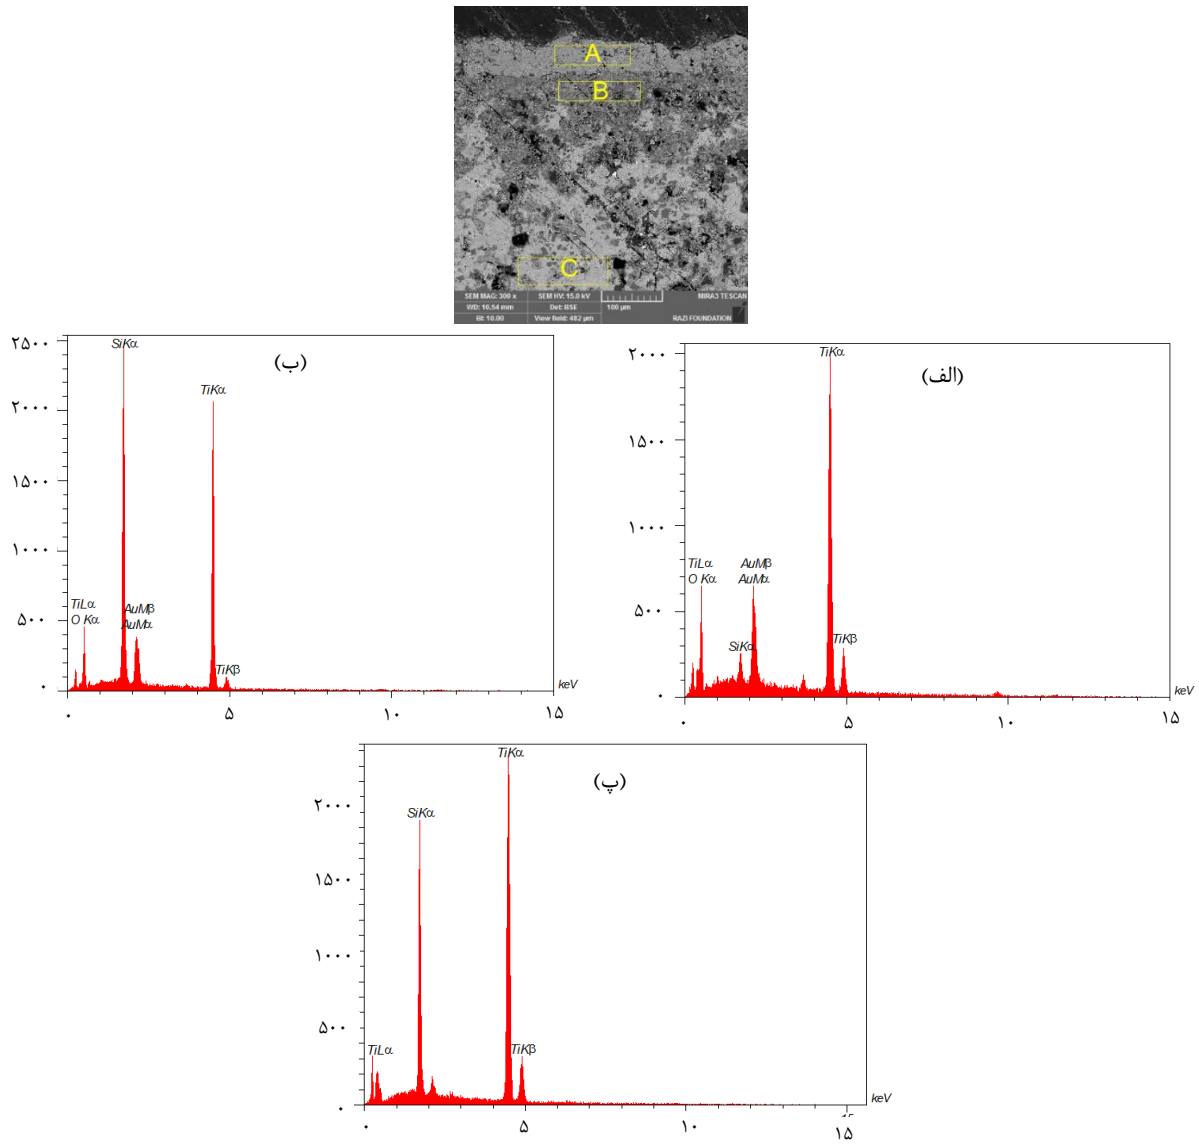 A
B
C
SEM MAG: 300 x SEM HV: 15.0 kV MIRA3 TESCAN
WD: 10.54 mm Det: BSE 100 µm
BI: 10.00 View field: 482 µm RAZI FOUNDATION
(ب)
۲۵۰۰
۲۰۰۰
۱۵۰۰
۱۰۰۰
۵۰۰
۰
SiKα
TiKα
TiLα
O Kα
AuMβ
AuMα
TiKβ
keV
۰ ۵ ۱۰ ۱۵
(الف)
۲۰۰۰
۱۵۰۰
۱۰۰۰
۵۰۰
۰
TiKα
TiLα
O Kα
AuMβ
AuMα
SiKα
TiKβ
keV
۰ ۵ ۱۰ ۱۵
(پ)
۲۰۰۰
۱۵۰۰
۱۰۰۰
۵۰۰
۰
TiKα
SiKα
TiLα
TiKβ
keV
۰ ۵ ۱۰ ۱۵